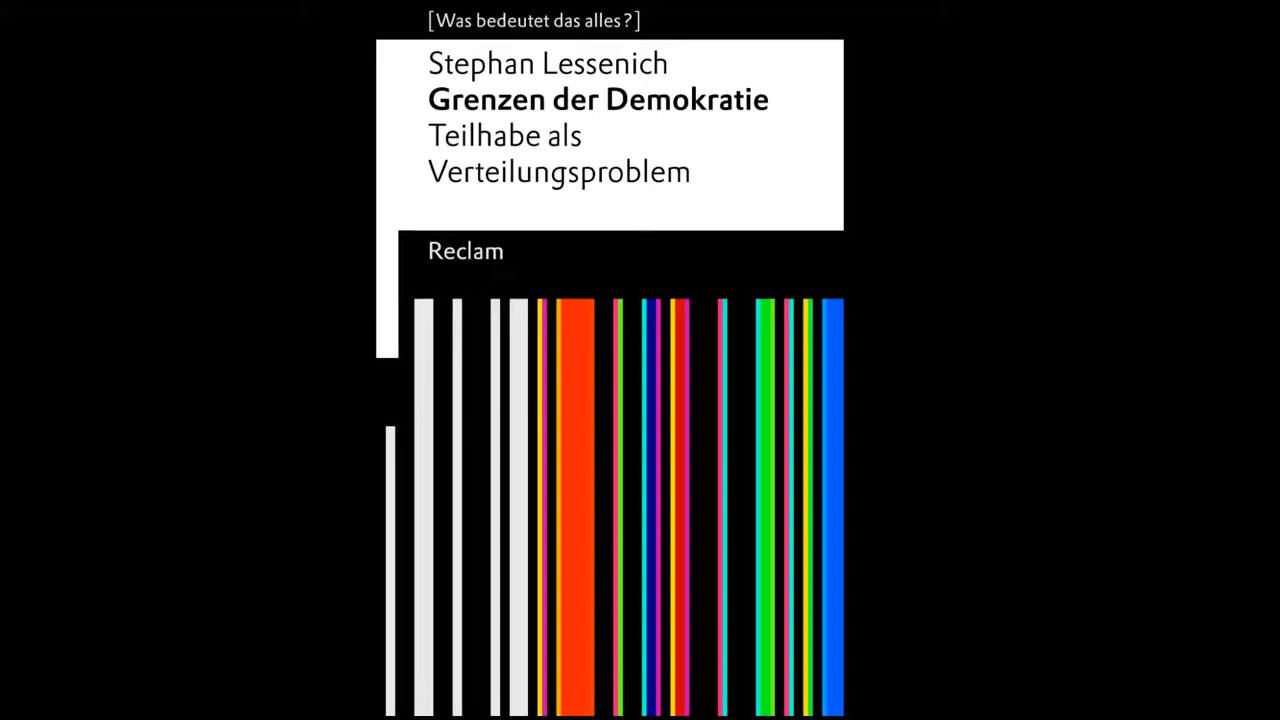 [Was bedeutet das alles?]
Stephan Lessenich
Grenzen der Demokratie
Teilhabe als
Verteilungsproblem
Reclam